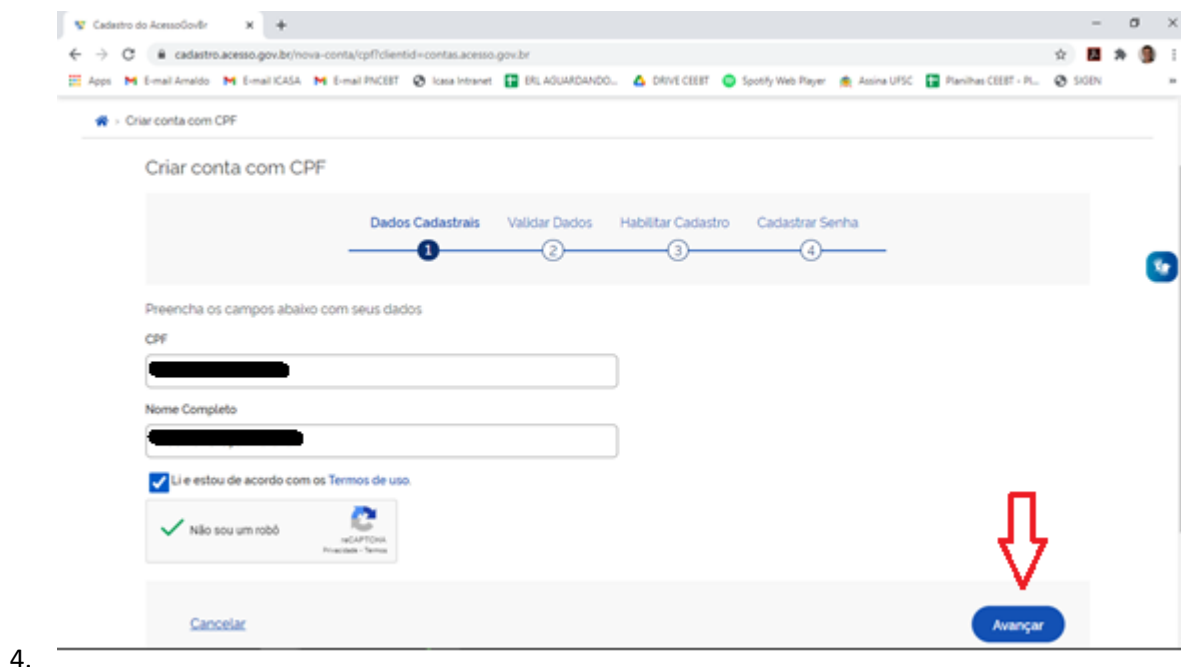 Cadastro do AcessoGovBr
cadastro.acesso.gov.br/nova-conta/cpf?clientid=contas.acesso.gov.br
Apps E-mail Arnaldo E-mail ICASA E-mail PNCEBT Icasa Intranet ERL AGUARDANDO... DRIVE CEEBT Spotify Web Player Assina UFSC Planilhas CEEBT - Pl... SIGEN »
> Criar conta com CPF
Criar conta com CPF
Dados Cadastrais Validar Dados Habilitar Cadastro Cadastrar Senha
1 2 3 4
Preencha os campos abaixo com seus dados
CPF
Nome Completo
Li e estou de acordo com os Termos de uso.
Não sou um robô
reCAPTCHA
Privacidade - Termos
Cancelar
Avançar
4.